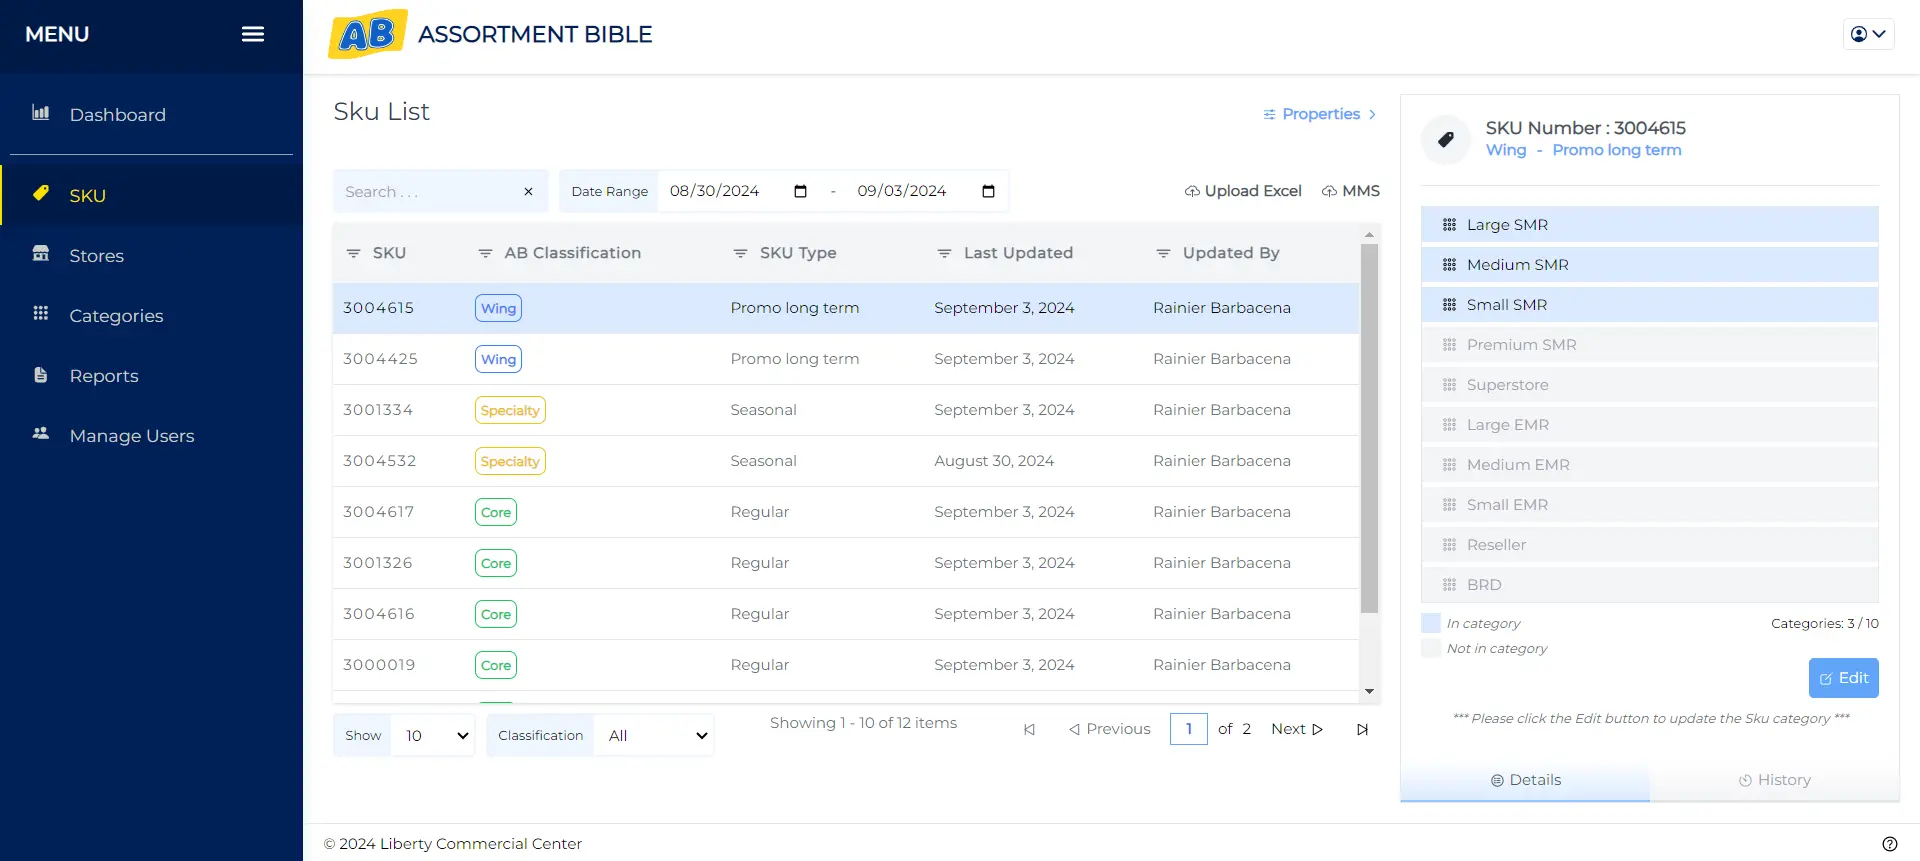 MENU
AB ASSORTMENT BIBLE
Dashboard
SKU
Stores
Categories
Reports
Manage Users
Sku List
Properties
Search . . .
Date Range 08/30/2024 - 09/03/2024
Upload Excel MMS
SKU AB Classification SKU Type Last Updated Updated By
3004615 Wing Promo long term September 3, 2024 Rainier Barbacena
3004425 Wing Promo long term September 3, 2024 Rainier Barbacena
3001334 Specialty Seasonal September 3, 2024 Rainier Barbacena
3004532 Specialty Seasonal August 30, 2024 Rainier Barbacena
3004617 Core Regular September 3, 2024 Rainier Barbacena
3001326 Core Regular September 3, 2024 Rainier Barbacena
3004616 Core Regular September 3, 2024 Rainier Barbacena
3000019 Core Regular September 3, 2024 Rainier Barbacena
Show 10 Classification All Showing 1 - 10 of 12 items Previous 1 of 2 Next
SKU Number : 3004615
Wing - Promo long term
Large SMR
Medium SMR
Small SMR
Premium SMR
Superstore
Large EMR
Medium EMR
Small EMR
Reseller
BRD
In category Categories: 3 / 10
Not in category
Edit
*** Please click the Edit button to update the Sku category ***
Details History
© 2024 Liberty Commercial Center